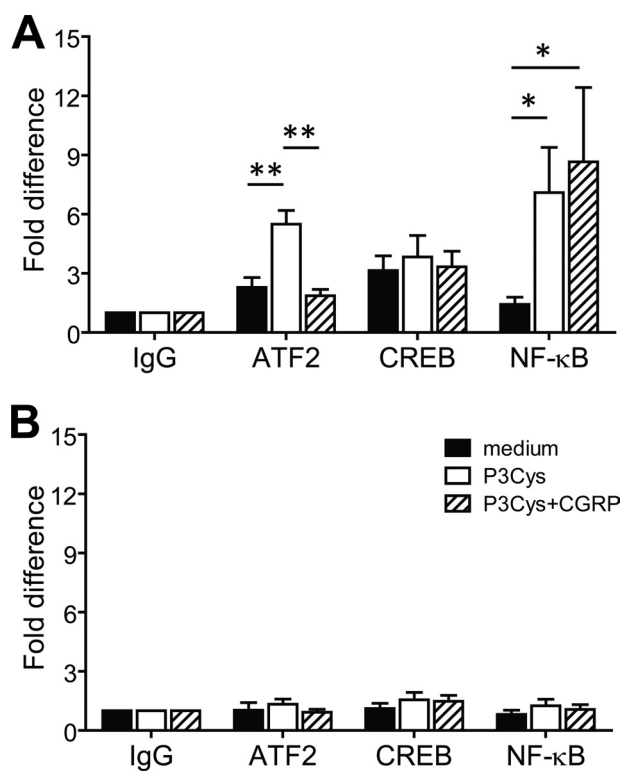 A
15
12
9
6
3
0
Fold difference
** ** * *
IgG ATF2 CREB NF-κB
B
15
12
9
6
3
0
Fold difference
medium
P3Cys
P3Cys+CGRP
IgG ATF2 CREB NF-κB